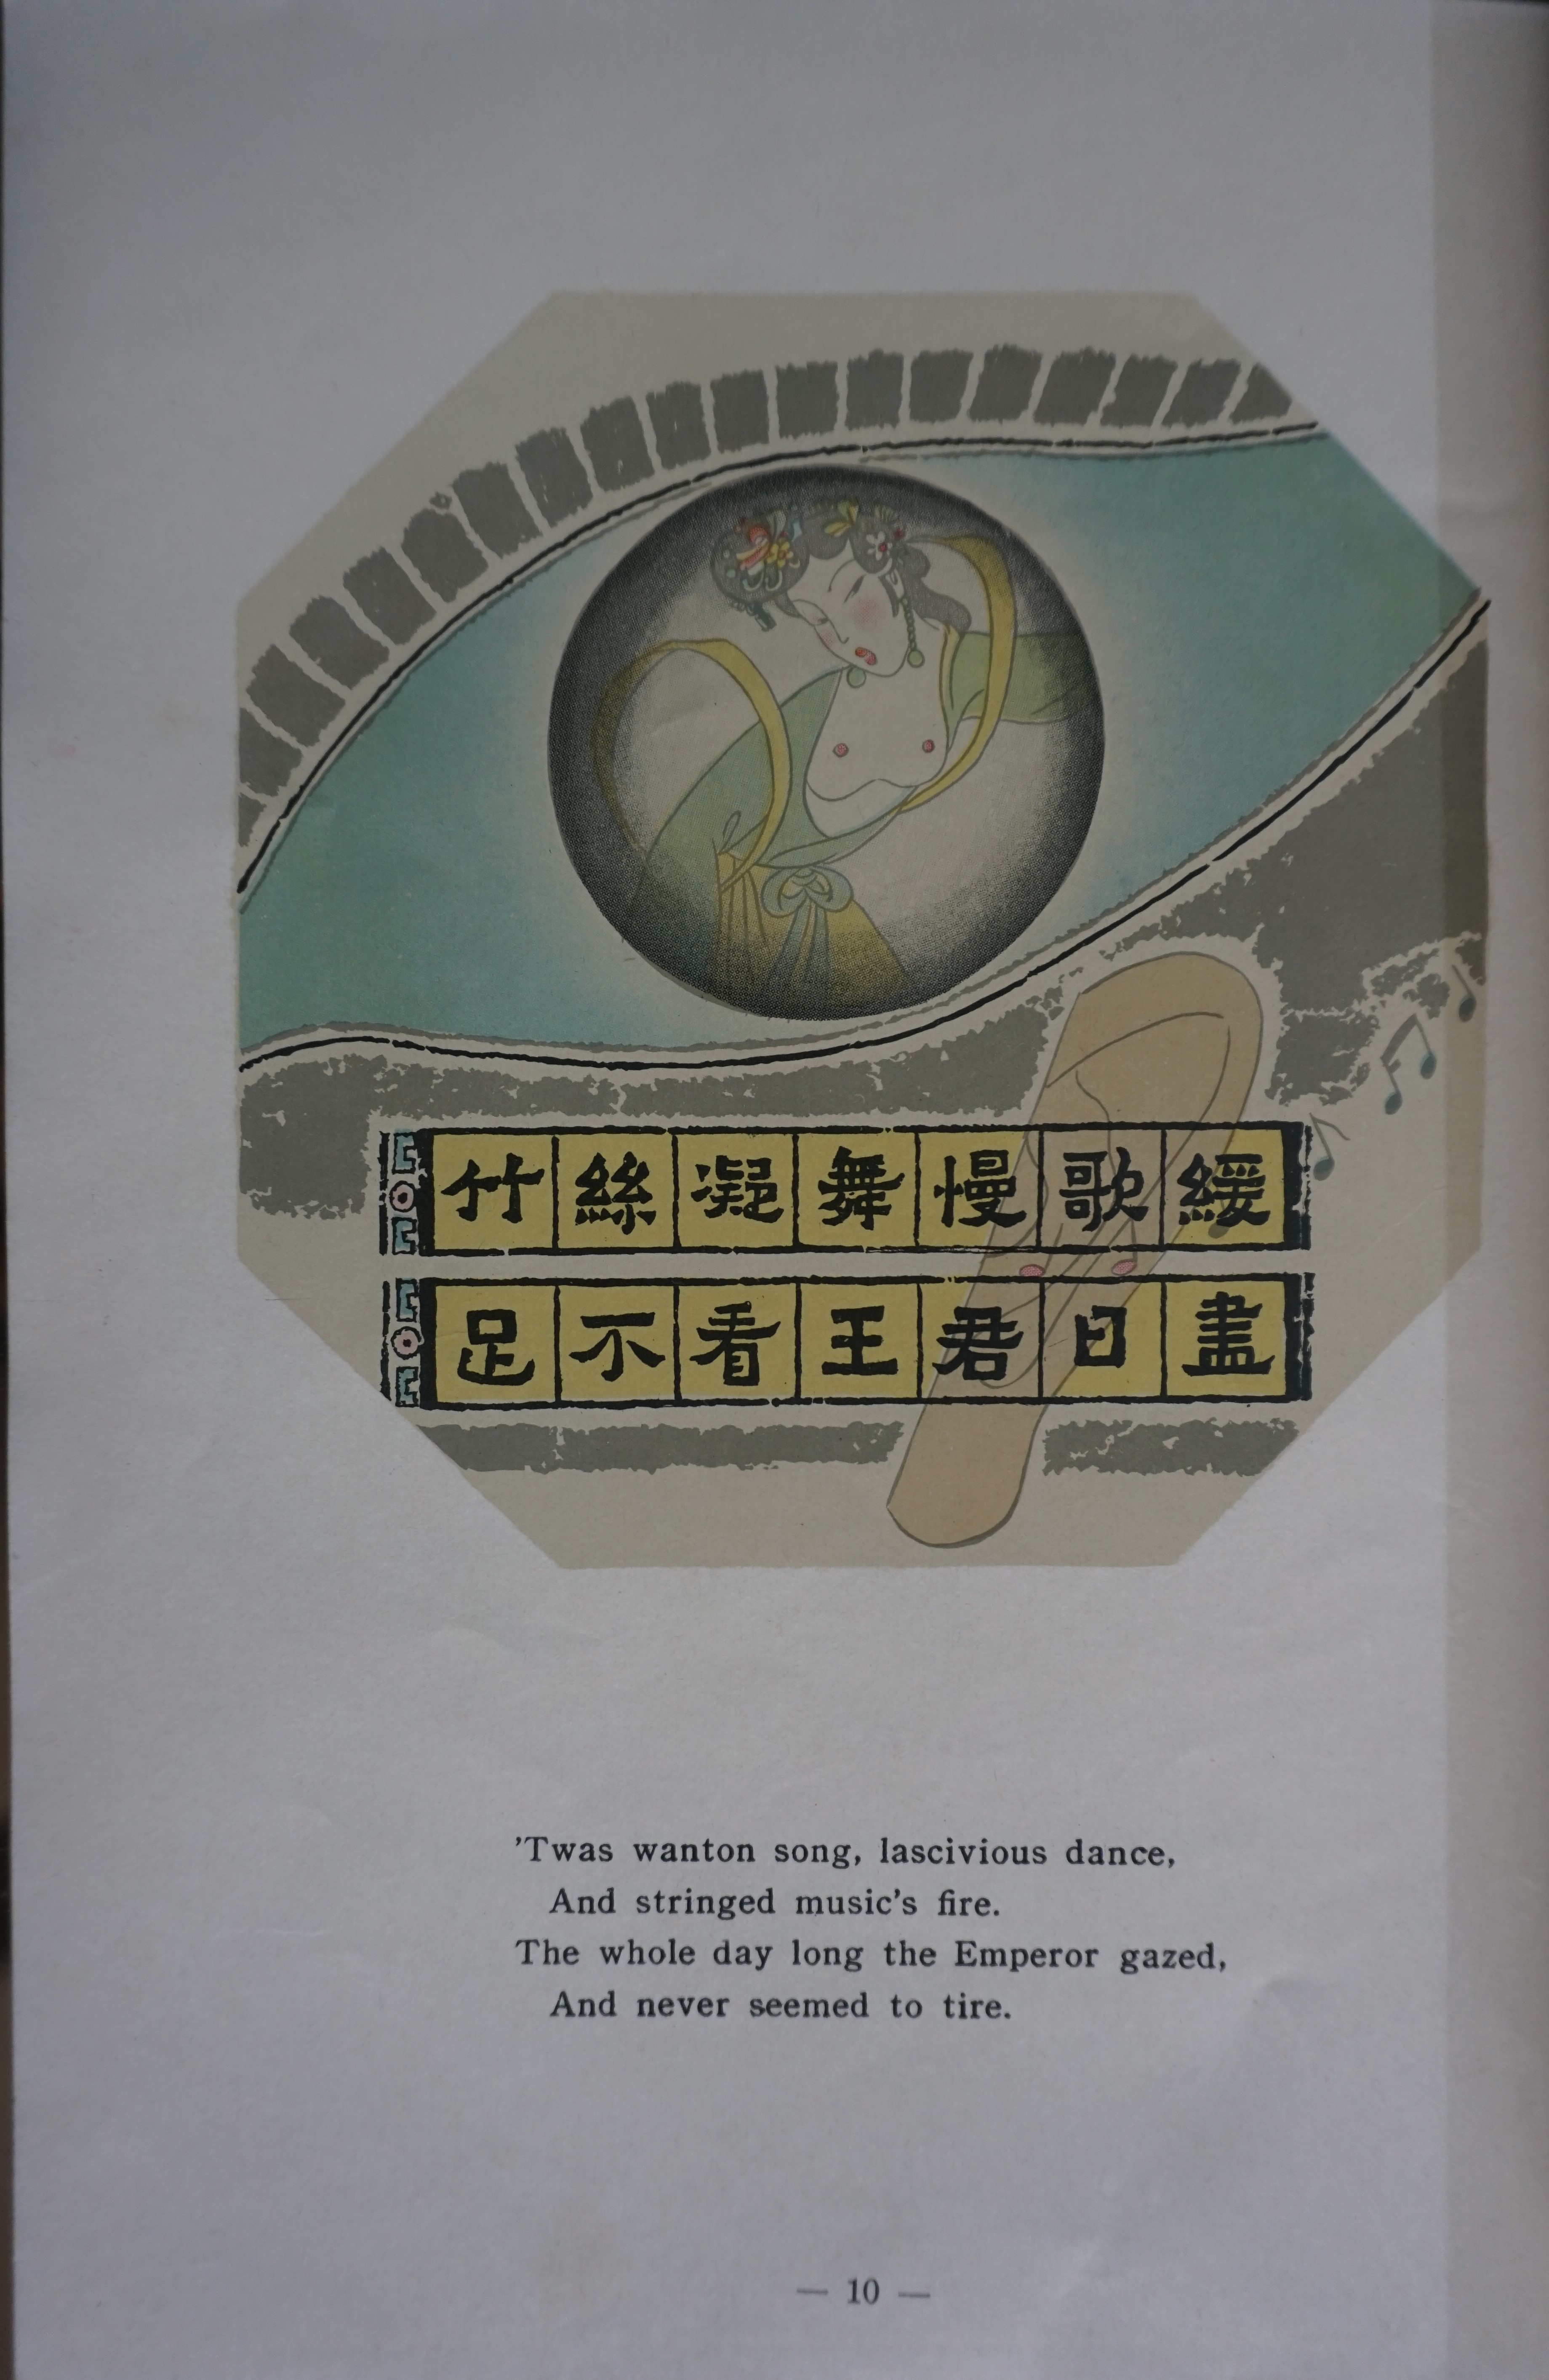 緩歌慢舞凝絲竹
盡日君王看不足
’Twas wanton song, lascivious dance,
And stringed music’s fire.
The whole day long the Emperor gazed,
And never seemed to tire.
— 10 —